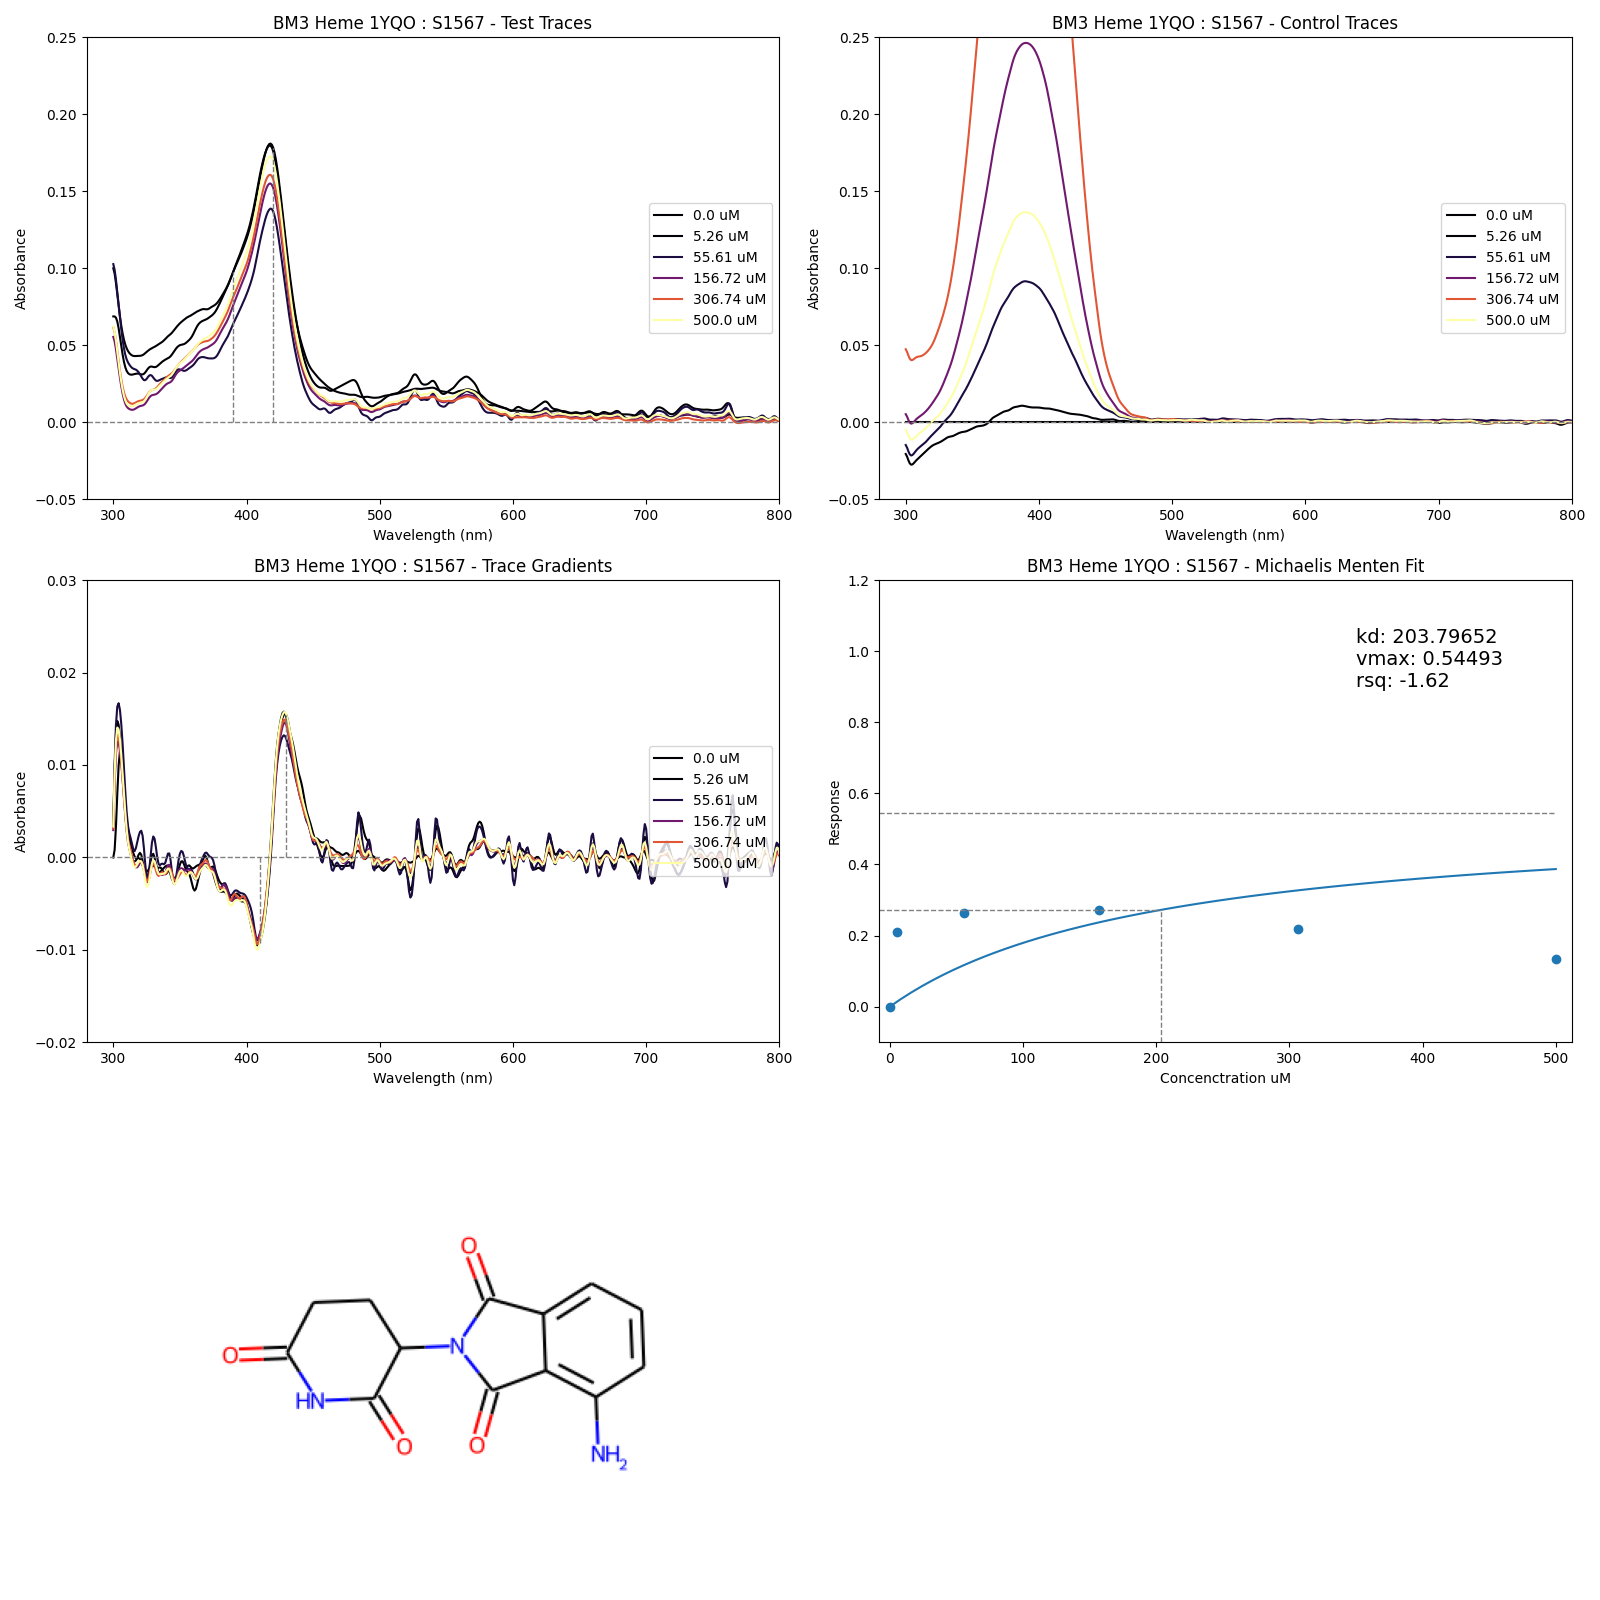 BM3 Heme 1YQO : S1567 - Test Traces
0.25
0.20
0.15
0.10
0.05
0.00
−0.05
Absorbance
300 400 500 600 700 800
Wavelength (nm)
0.0 uM
5.26 uM
55.61 uM
156.72 uM
306.74 uM
500.0 uM
BM3 Heme 1YQO : S1567 - Control Traces
0.25
0.20
0.15
0.10
0.05
0.00
−0.05
Absorbance
300 400 500 600 700 800
Wavelength (nm)
0.0 uM
5.26 uM
55.61 uM
156.72 uM
306.74 uM
500.0 uM
BM3 Heme 1YQO : S1567 - Trace Gradients
0.03
0.02
0.01
0.00
−0.01
−0.02
Absorbance
300 400 500 600 700 800
Wavelength (nm)
0.0 uM
5.26 uM
55.61 uM
156.72 uM
306.74 uM
500.0 uM
BM3 Heme 1YQO : S1567 - Michaelis Menten Fit
1.2
1.0
0.8
0.6
0.4
0.2
0.0
Response
0 100 200 300 400 500
Concenctration uM
kd: 203.79652
vmax: 0.54493
rsq: -1.62
O
O
N
HN
O
O
NH2